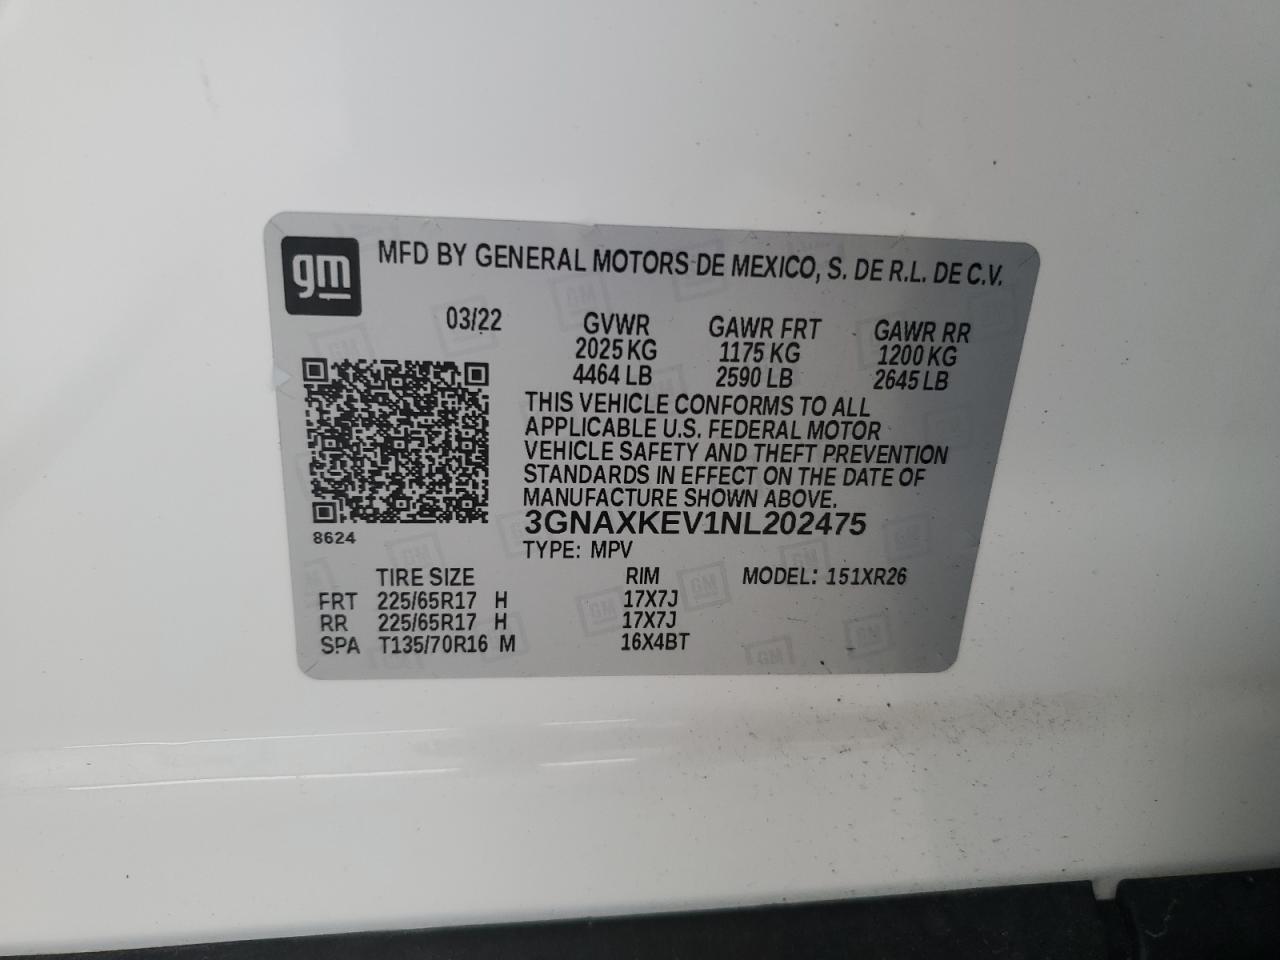 gm
MFD BY GENERAL MOTORS DE MEXICO, S. DE R.L. DE C.V.
03/22
GVWR GAWR FRT GAWR RR
2025 KG 1175 KG 1200 KG
4464 LB 2590 LB 2645 LB
THIS VEHICLE CONFORMS TO ALL
APPLICABLE U.S. FEDERAL MOTOR
VEHICLE SAFETY AND THEFT PREVENTION
STANDARDS IN EFFECT ON THE DATE OF
MANUFACTURE SHOWN ABOVE.
3GNAXKEV1NL202475
8624
TYPE: MPV
TIRE SIZE RIM MODEL: 151XR26
FRT 225/65R17 H 17X7J
RR 225/65R17 H 17X7J
SPA T135/70R16 M 16X4BT